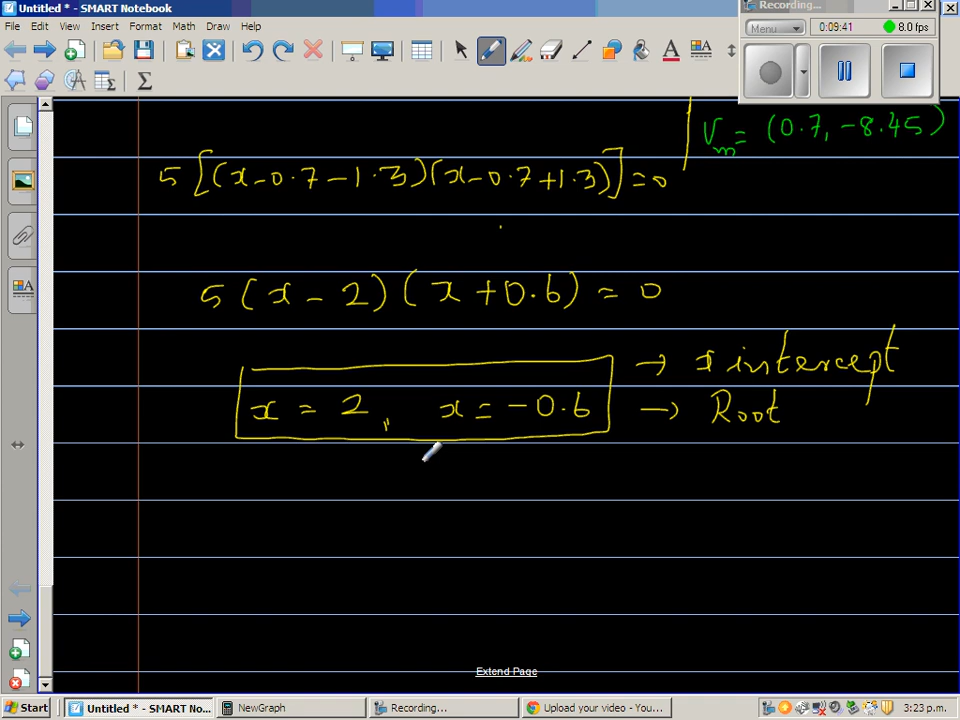 Untitled * - SMART Notebook
Recording...
File Edit View Insert Format Math Draw Help
Menu 0:09:41 8.0 fps
Vm = (0.7, -8.45)
5[(x-0.7-1.3)(x-0.7+1.3)]=0
5(x-2)(x+0.6)=0
→ x intercept
x = 2, x = -0.6 → Root
Extend Page
Start Untitled * - SMART No... NewGraph Recording... Upload your video - You... 3:23 p.m.